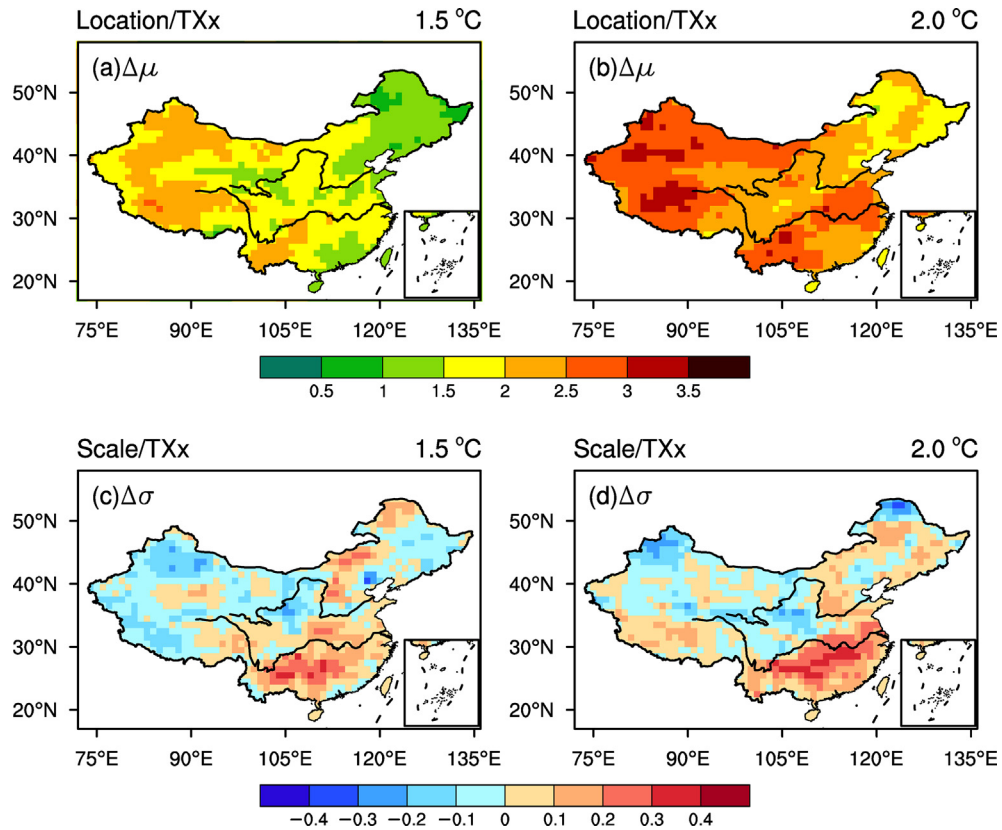 Location/TXx 1.5 °C
Location/TXx 2.0 °C
(a)Δμ
(b)Δμ
50°N
40°N
30°N
20°N
50°N
40°N
30°N
20°N
75°E 90°E 105°E 120°E 135°E
75°E 90°E 105°E 120°E 135°E
0.5 1 1.5 2 2.5 3 3.5
Scale/TXx 1.5 °C
Scale/TXx 2.0 °C
(c)Δσ
(d)Δσ
50°N
40°N
30°N
20°N
50°N
40°N
30°N
20°N
75°E 90°E 105°E 120°E 135°E
75°E 90°E 105°E 120°E 135°E
−0.4 −0.3 −0.2 −0.1 0 0.1 0.2 0.3 0.4